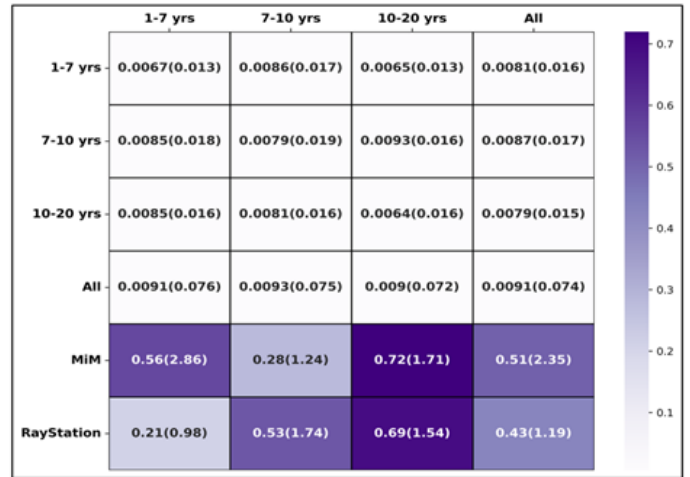 1-7 yrs 7-10 yrs 10-20 yrs All
1-7 yrs 0.0067(0.013) 0.0086(0.017) 0.0065(0.013) 0.0081(0.016)
7-10 yrs 0.0085(0.018) 0.0079(0.019) 0.0093(0.016) 0.0087(0.017)
10-20 yrs 0.0085(0.016) 0.0081(0.016) 0.0064(0.016) 0.0079(0.015)
All 0.0091(0.076) 0.0093(0.075) 0.009(0.072) 0.0091(0.074)
MiM 0.56(2.86) 0.28(1.24) 0.72(1.71) 0.51(2.35)
RayStation 0.21(0.98) 0.53(1.74) 0.69(1.54) 0.43(1.19)
0.7
0.6
0.5
0.4
0.3
0.2
0.1